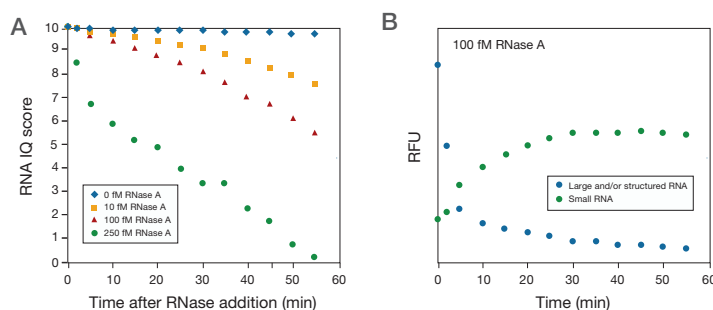 A
RNA IQ score
10
9
8
7
6
5
4
3
2
1
0
0 fM RNase A
10 fM RNase A
100 fM RNase A
250 fM RNase A
0 10 20 30 40 50 60
Time after RNase addition (min)
B
100 fM RNase A
RFU
Large and/or structured RNA
Small RNA
0 10 20 30 40 50 60
Time (min)